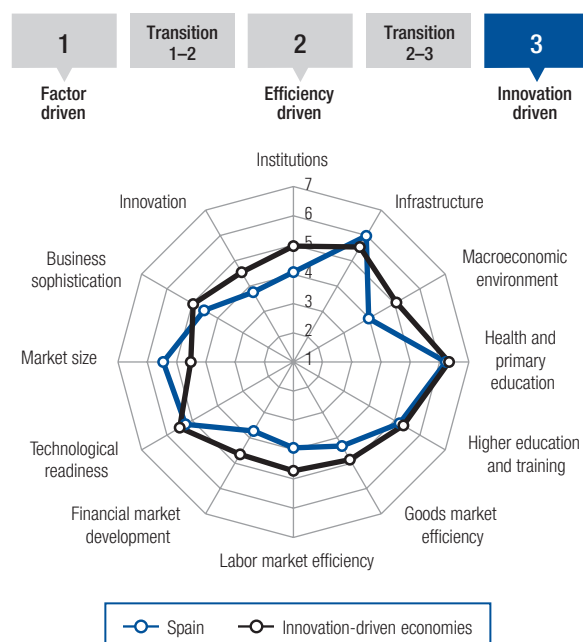 1
Transition
1–2
2
Transition
2–3
3
Factor
driven
Efficiency
driven
Innovation
driven
Institutions
7
Innovation
6
Infrastructure
5
Business
sophistication
4
Macroeconomic
environment
3
2
Market size
1
Health and
primary
education
Technological
readiness
Higher education
and training
Financial market
development
Goods market
efficiency
Labor market efficiency
Spain
Innovation-driven economies